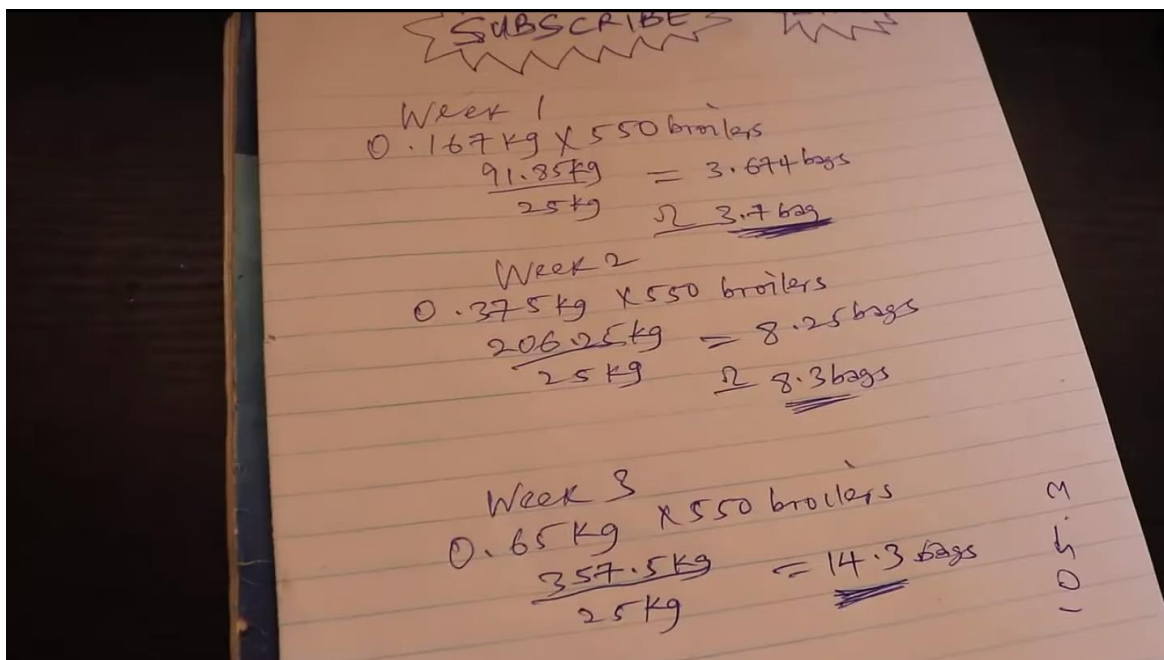 SUBSCRIBE
Week 1
0.167kg x 550 broilers
91.85kg = 3.674 bags
25kg ≃ 3.7 bag
Week 2
0.375kg x 550 broilers
206.25kg = 8.25 bags
25kg ≃ 8.3 bags
Week 3
0.65kg x 550 broilers
357.5kg = 14.3 bags
25kg